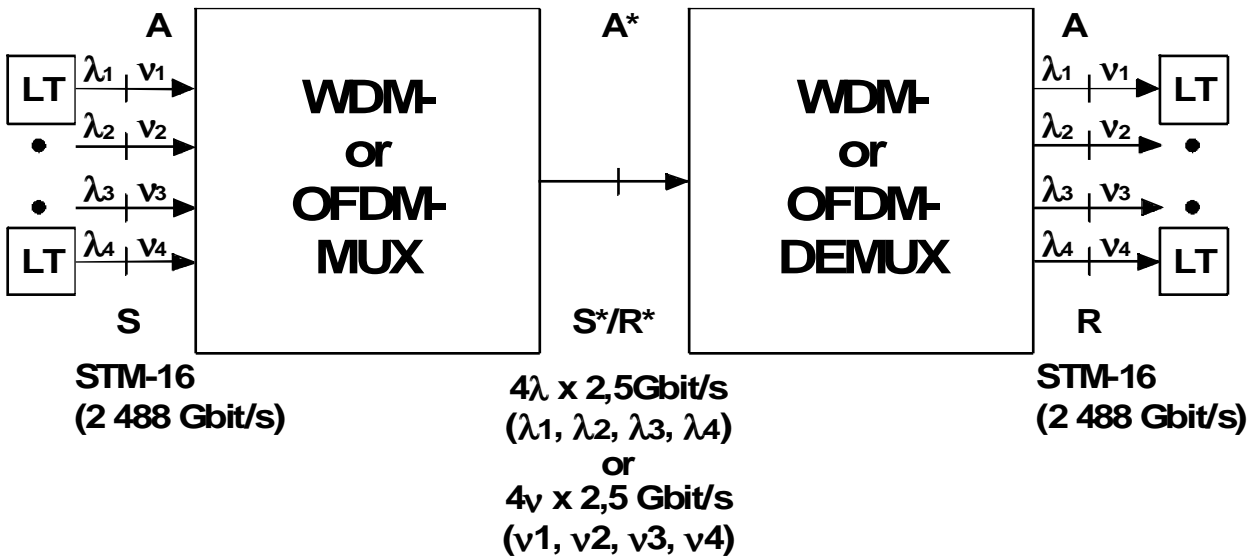 A
A*
A
LT
λ1
ν1
λ2
ν2
λ3
ν3
LT
λ4
ν4
WDM-
or
OFDM-
MUX
WDM-
or
OFDM-
DEMUX
λ1
ν1
LT
λ2
ν2
λ3
ν3
λ4
ν4
LT
S
S*/R*
R
STM-16
(2 488 Gbit/s)
4λ x 2,5Gbit/s
(λ1, λ2, λ3, λ4)
or
4ν x 2,5 Gbit/s
(ν1, ν2, ν3, ν4)
STM-16
(2 488 Gbit/s)